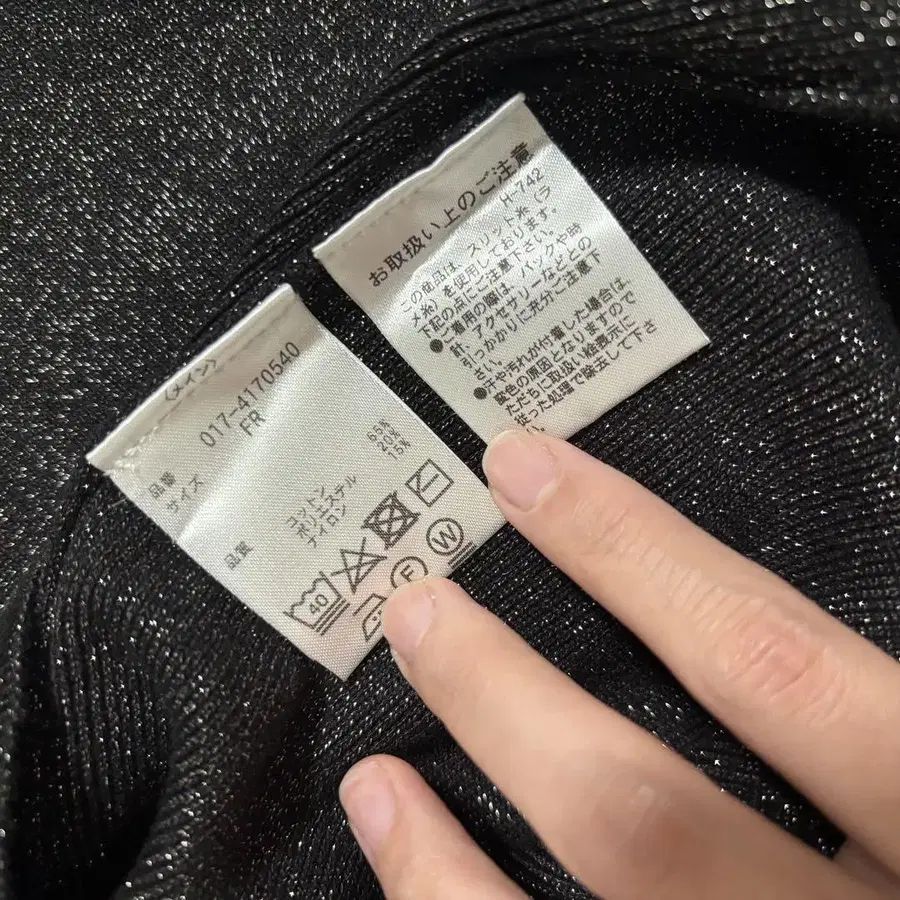 〈メイン〉
品番 017-4170540
サイズ FR
品質 コットン 65%
ポリエステル 20%
ナイロン 15%
40
F W
お取扱い上のご注意
H-742
この商品は、スリット糸(ラ
メ糸)を使用しております。
下記の点にご注意下さい。
●ご着用の際は、バックや時
計、アクセサリーなどとの
引っかかりに充分ご注意下
さい。
●汗や汚れが付着した場合は、
変色の原因となりますので
ただちに取扱い絵表示に
従った処理で除去して下さ
い。